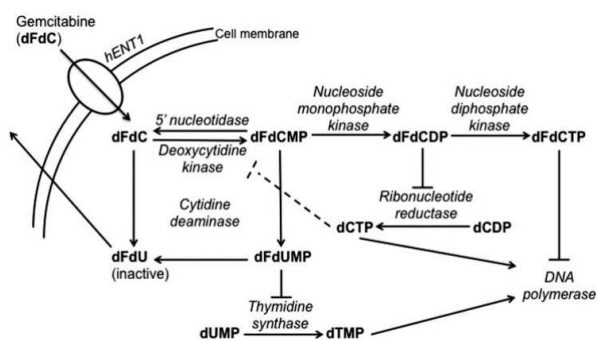 Gemcitabine
(dFdC)
hENT1
Cell membrane
Nucleoside
monophosphate
kinase
Nucleoside
diphosphate
kinase
5' nucleotidase
dFdC
dFdCMP
dFdCDP
dFdCTP
Deoxycytidine
kinase
Cytidine
deaminase
Ribonucleotide
reductase
dCTP
dCDP
dFdU
(inactive)
dFdUMP
DNA
polymerase
Thymidine
synthase
dUMP
dTMP